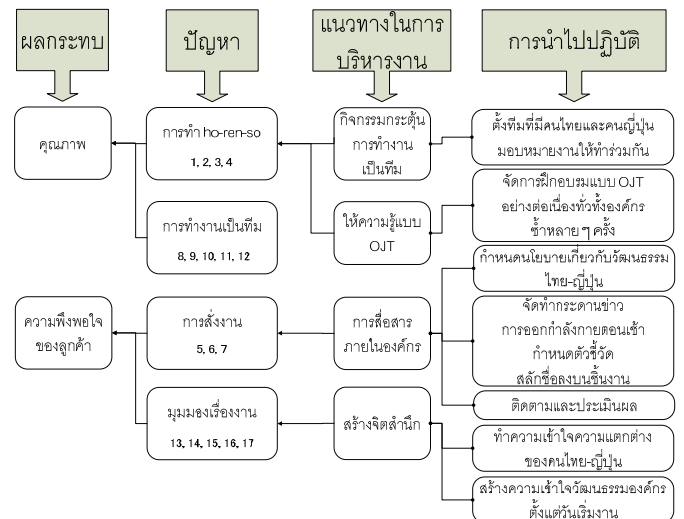 ผลกระทบ
ปัญหา
แนวทางในการ
บริหารงาน
การนำไปปฏิบัติ
คุณภาพ
การทำ ho-ren-so
1, 2, 3, 4
กิจกรรมกระตุ้น
การทำงาน
เป็นทีม
ตั้งทีมที่มีคนไทยและคนญี่ปุ่น
มอบหมายงานให้ทำร่วมกัน
การทำงานเป็นทีม
8, 9, 10, 11, 12
ให้ความรู้แบบ
OJT
จัดการฝึกอบรมแบบ OJT
อย่างต่อเนื่องทั่วทั้งองค์กร
ซ้ำหลาย ๆ ครั้ง
ความพึงพอใจ
ของลูกค้า
การสั่งงาน
5, 6, 7
การสื่อสาร
ภายในองค์กร
กำหนดนโยบายเกี่ยวกับวัฒนธรรม
ไทย-ญี่ปุ่น
จัดทำกระดานข่าว
การออกกำลังกายตอนเช้า
กำหนดตัวชี้วัด
สลักชื่อลงบนชิ้นงาน
ติดตามและประเมินผล
มุมมองเรื่องงาน
13, 14, 15, 16, 17
สร้างจิตสำนึก
ทำความเข้าใจความแตกต่าง
ของคนไทย-ญี่ปุ่น
สร้างความเข้าใจวัฒนธรรมองค์กร
ตั้งแต่วันเริ่มงาน